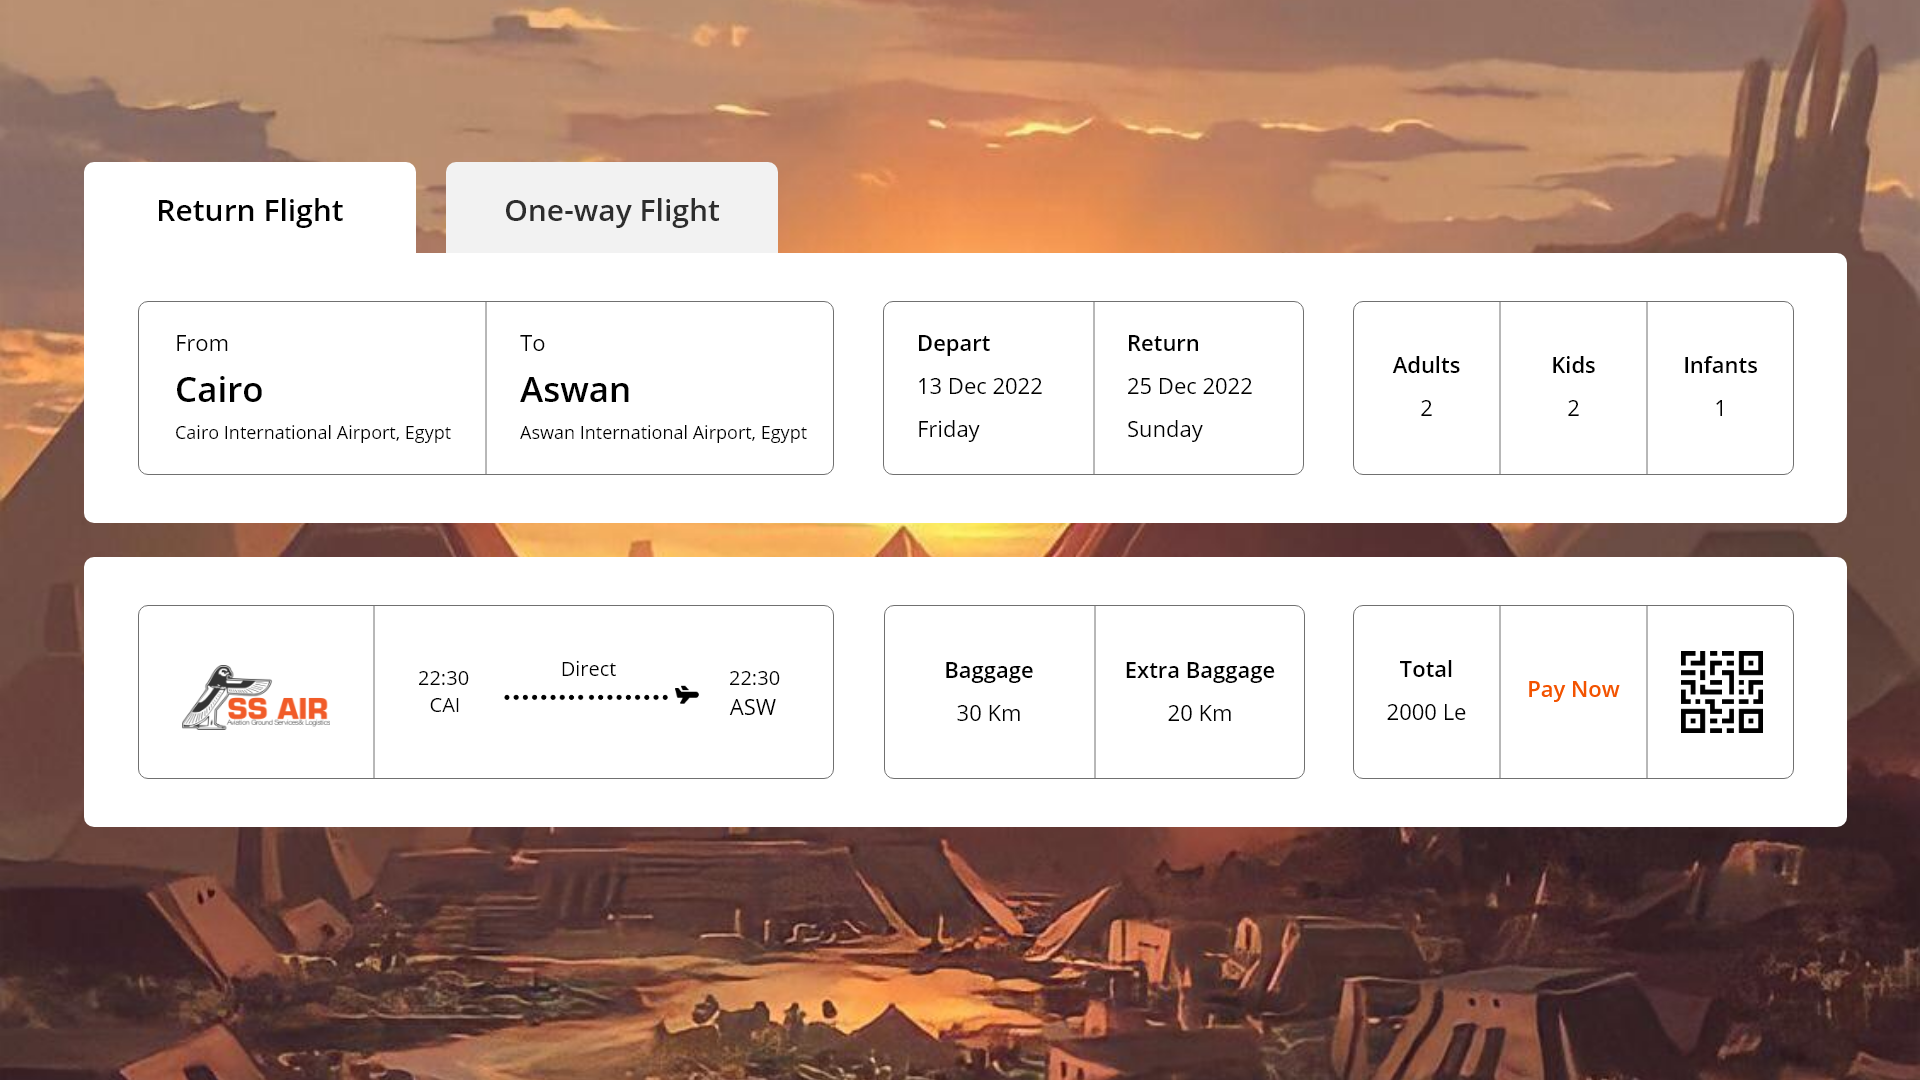 Return Flight
One-way Flight
From
Cairo
Cairo International Airport, Egypt
To
Aswan
Aswan International Airport, Egypt
Depart
13 Dec 2022
Friday
Return
25 Dec 2022
Sunday
Adults
2
Kids
2
Infants
1
SS AIR
Aviation Ground Services& Logistics
22:30
CAI
Direct
22:30
ASW
Baggage
30 Km
Extra Baggage
20 Km
Total
2000 Le
Pay Now